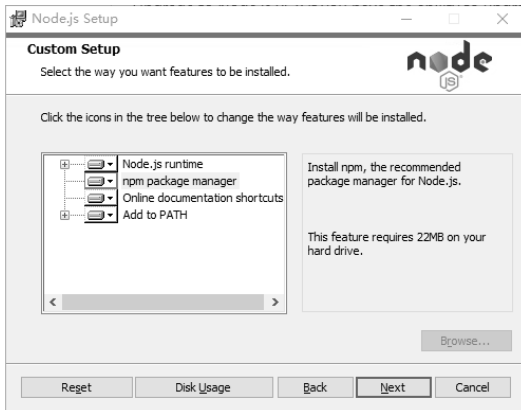 Node.js Setup
Custom Setup
Select the way you want features to be installed.
node
JS
Click the icons in the tree below to change the way features will be installed.
Node.js runtime
npm package manager
Online documentation shortcuts
Add to PATH
Install npm, the recommended
package manager for Node.js.
This feature requires 22MB on your
hard drive.
Browse...
Reset
Disk Usage
Back
Next
Cancel